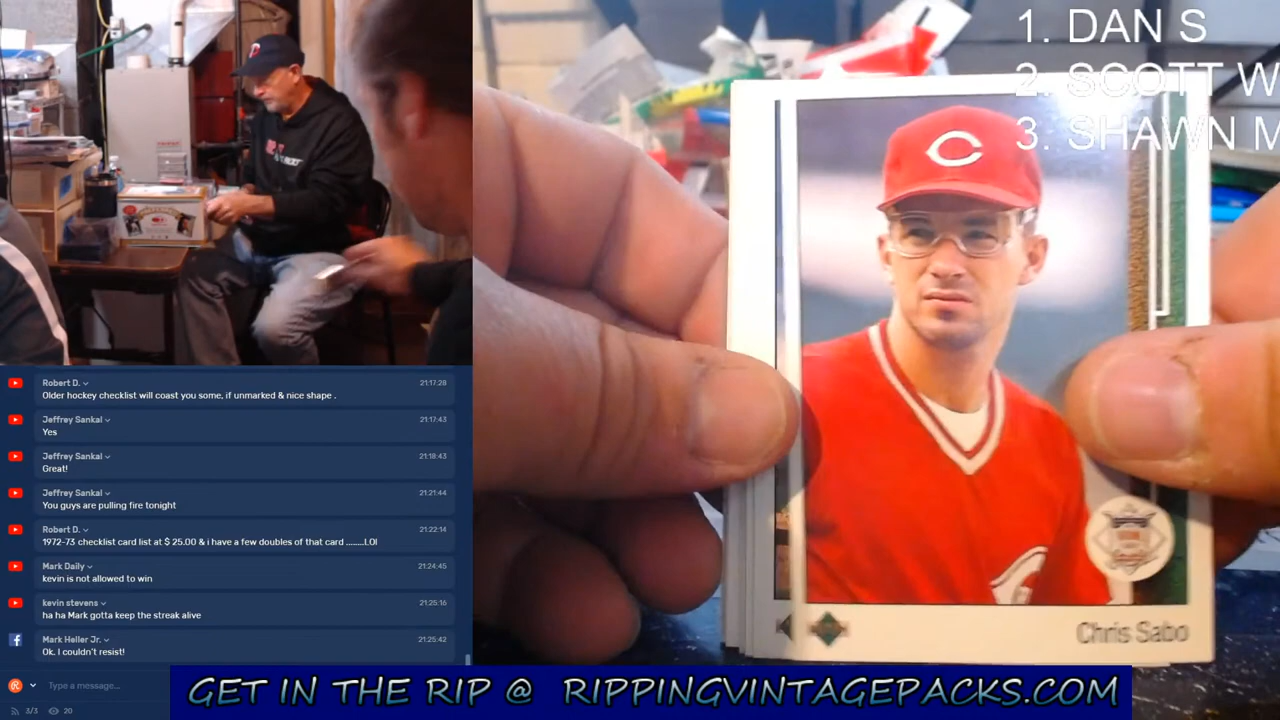 1. DAN S
2. SCOTT W
3. SHAWN M
C
Chris Sabo
Robert D.
21:17:28
Older hockey checklist will coast you some, if unmarked & nice shape .
Jeffrey Sankal
21:17:43
Yes
Jeffrey Sankal
21:18:43
Great!
Jeffrey Sankal
21:21:44
You guys are pulling fire tonight
Robert D.
21:22:14
1972-73 checklist card list at $ 25.00 & i have a few doubles of that card ........LOl
Mark Daily
21:24:45
kevin is not allowed to win
kevin stevens
21:25:16
ha ha Mark gotta keep the streak alive
Mark Heller Jr.
21:25:42
Ok. I couldn't resist!
Type a message...
3/3 20
GET IN THE RIP @ RIPPINGVINTAGEPACKS.COM